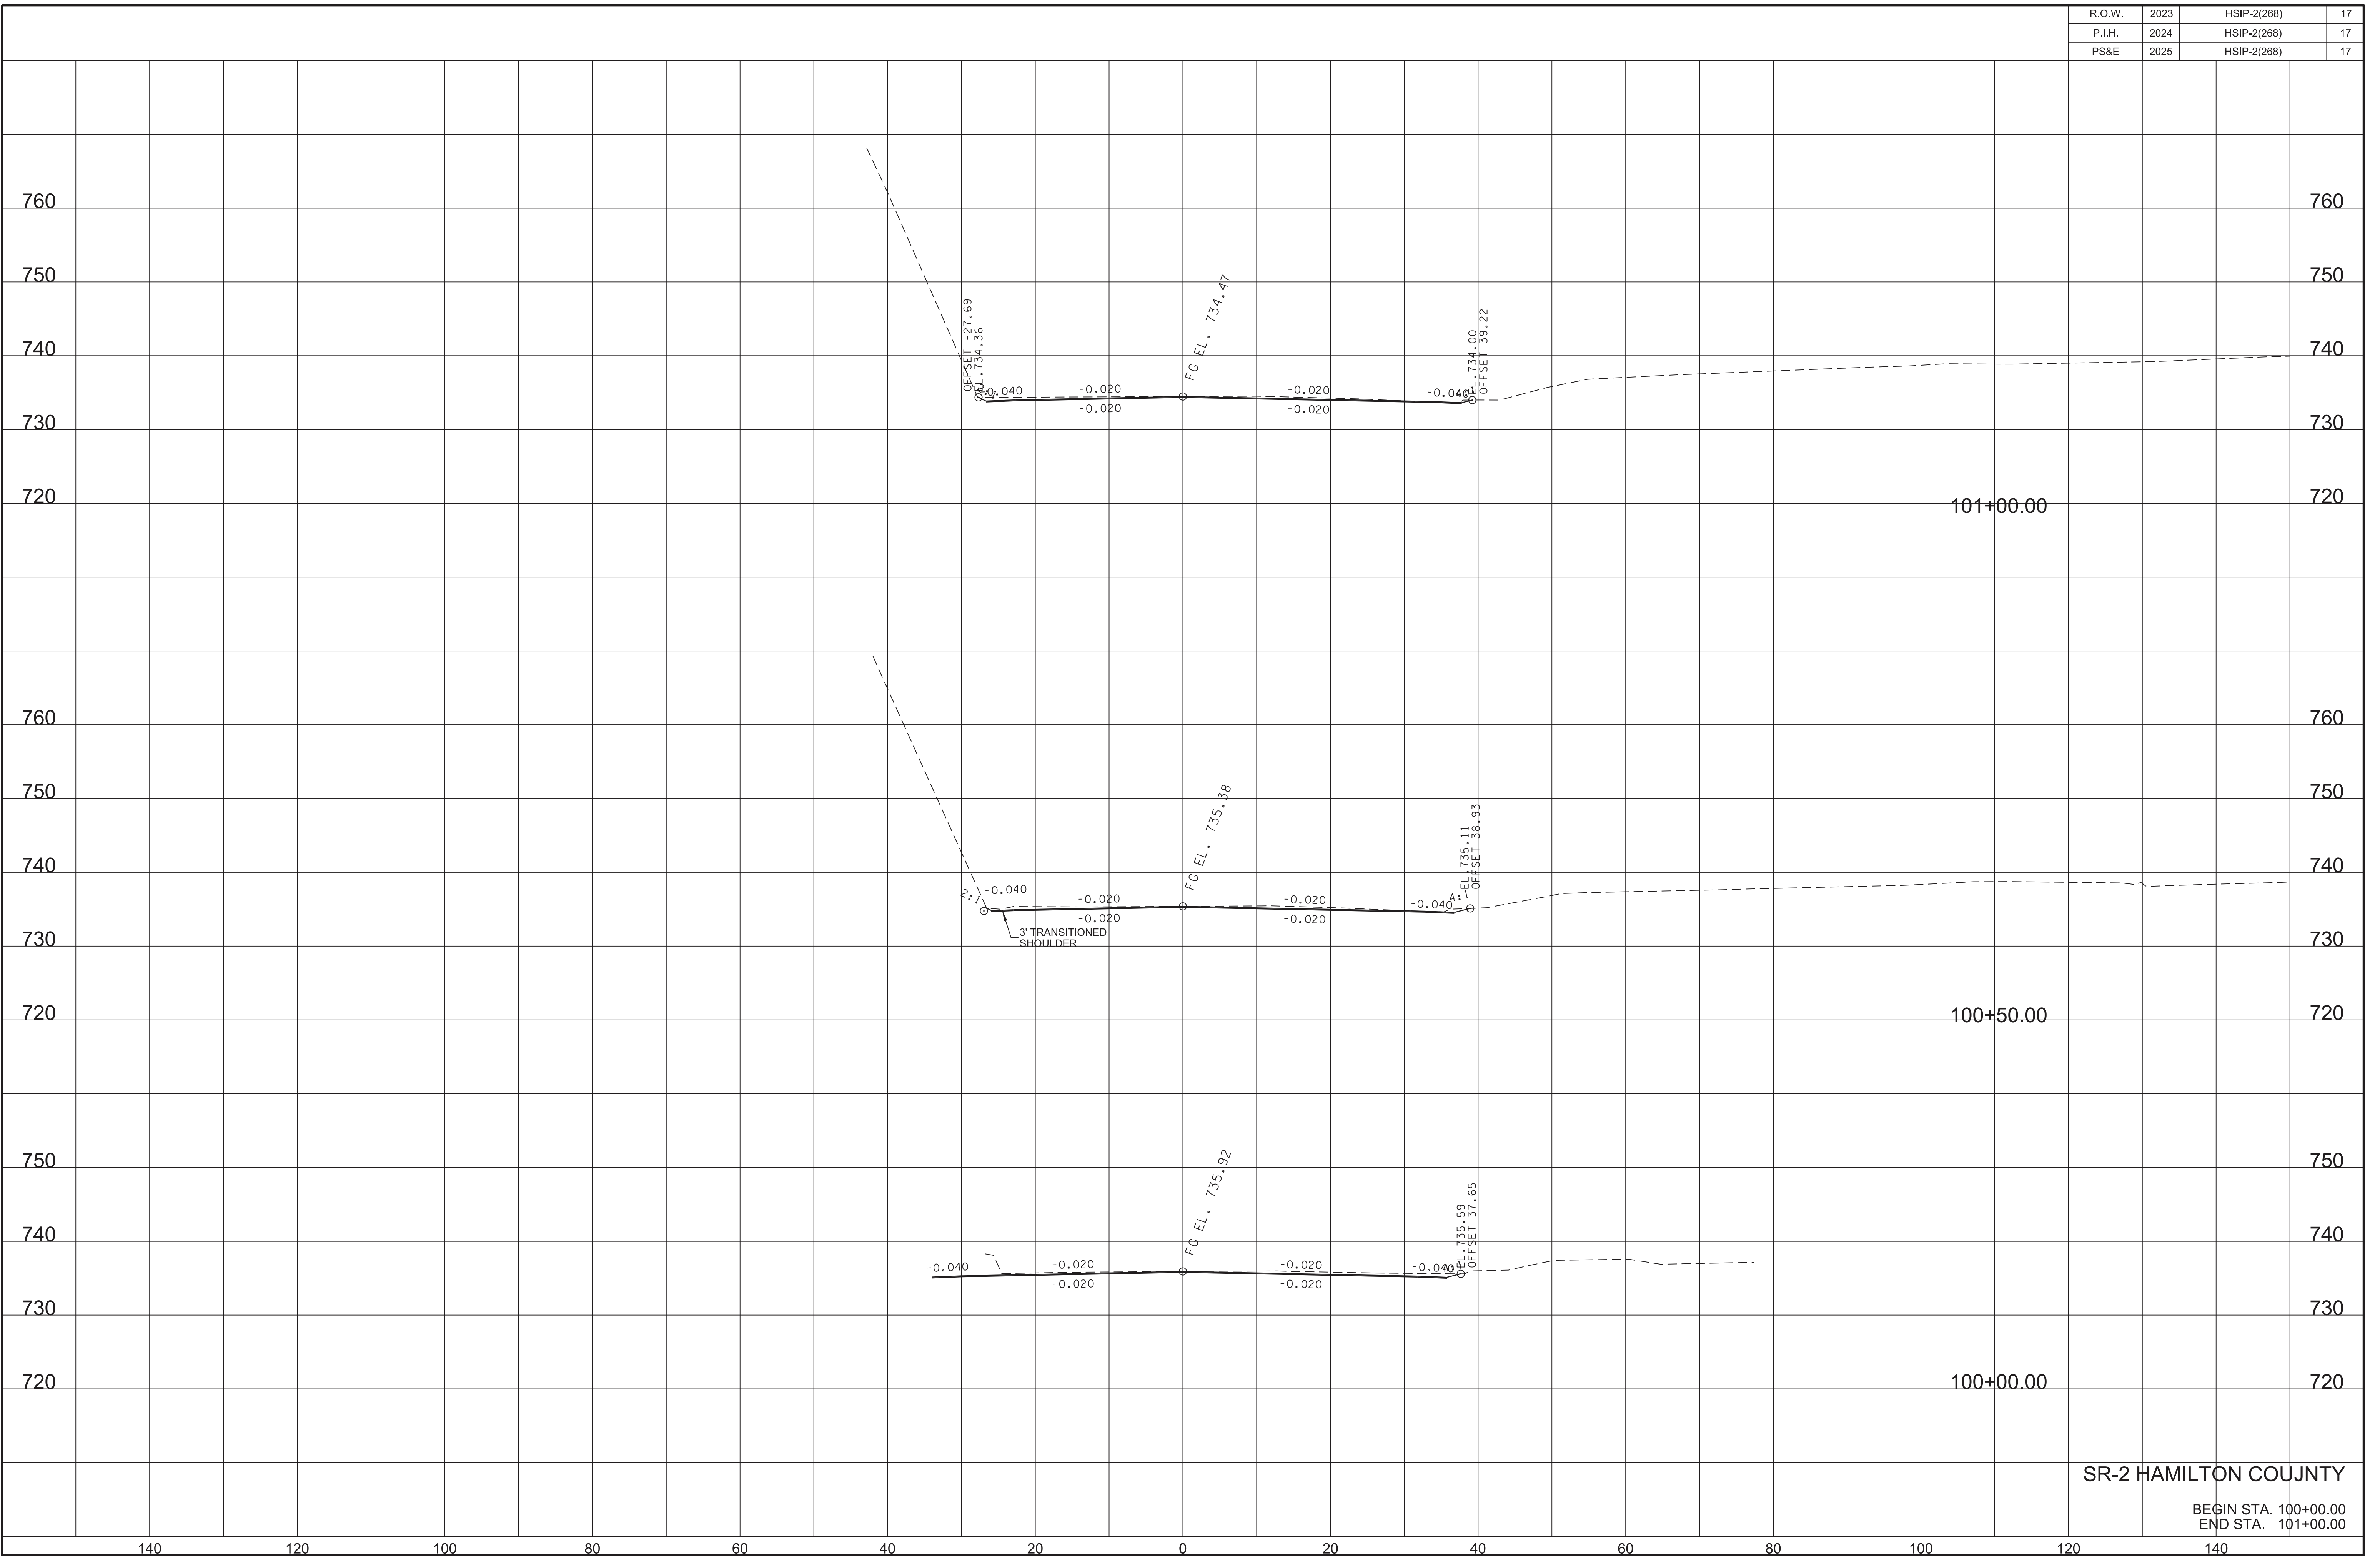 R.O.W. 2023 HSIP-2(268) 17
P.I.H. 2024 HSIP-2(268) 17
PS&E 2025 HSIP-2(268) 17
760 760
750 750
OFFSET -27.69
EL.734.36
FG EL. 734.47
EL.734.00
OFFSET 39.22
740 740
-0.040 -0.020 -0.020 -0.040
-0.020 -0.020
730 730
720 101+00.00 720
760 760
750 750
FG EL. 735.38
EL.735.11
OFFSET 38.93
740 740
2:1 -0.040 -0.020 -0.020 -0.040 4:1
-0.020 -0.020
3' TRANSITIONED
SHOULDER
730 730
720 100+50.00 720
750 750
FG EL. 735.92
EL.735.59
OFFSET 37.65
740 740
-0.040 -0.020 -0.020 -0.040
-0.020 -0.020
730 730
720 100+00.00 720
SR-2 HAMILTON COUJNTY
BEGIN STA. 100+00.00
END STA. 101+00.00
140 120 100 80 60 40 20 0 20 40 60 80 100 120 140